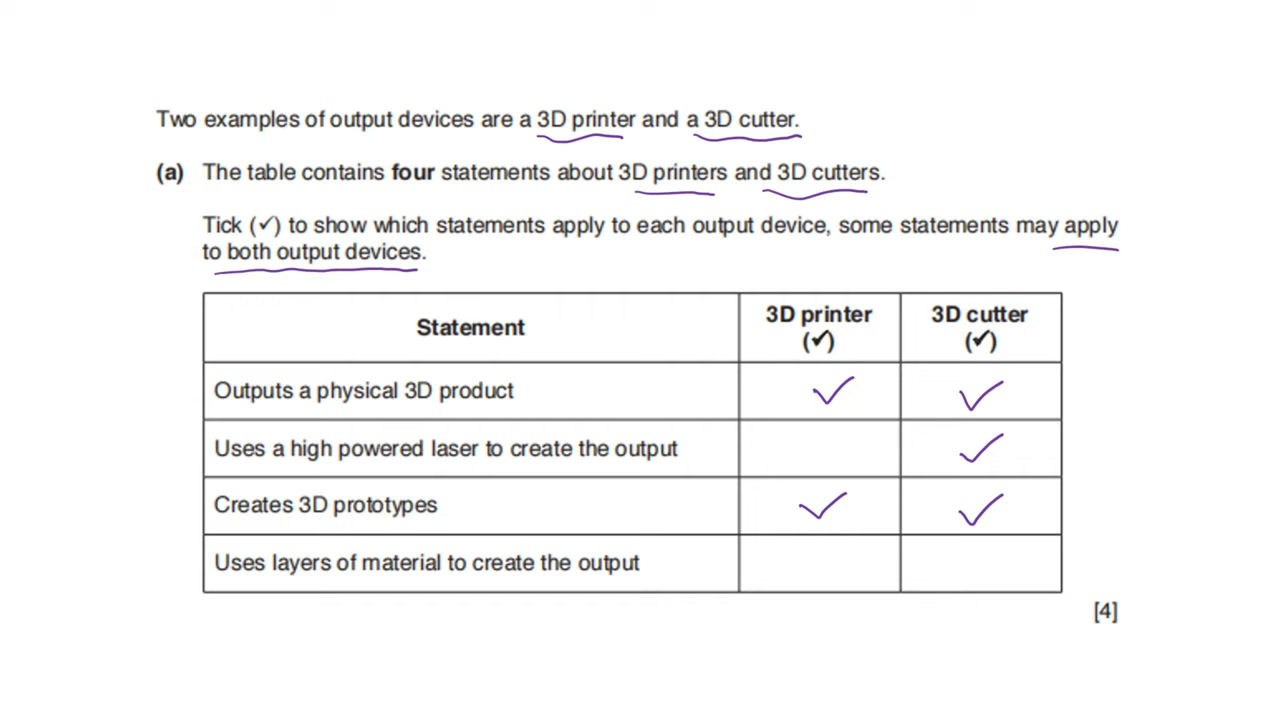 Two examples of output devices are a 3D printer and a 3D cutter.
(a) The table contains four statements about 3D printers and 3D cutters.
Tick (✓) to show which statements apply to each output device, some statements may apply
to both output devices.
Statement 3D printer (✓) 3D cutter (✓)
Outputs a physical 3D product ✓ ✓
Uses a high powered laser to create the output ✓
Creates 3D prototypes ✓ ✓
Uses layers of material to create the output
[4]